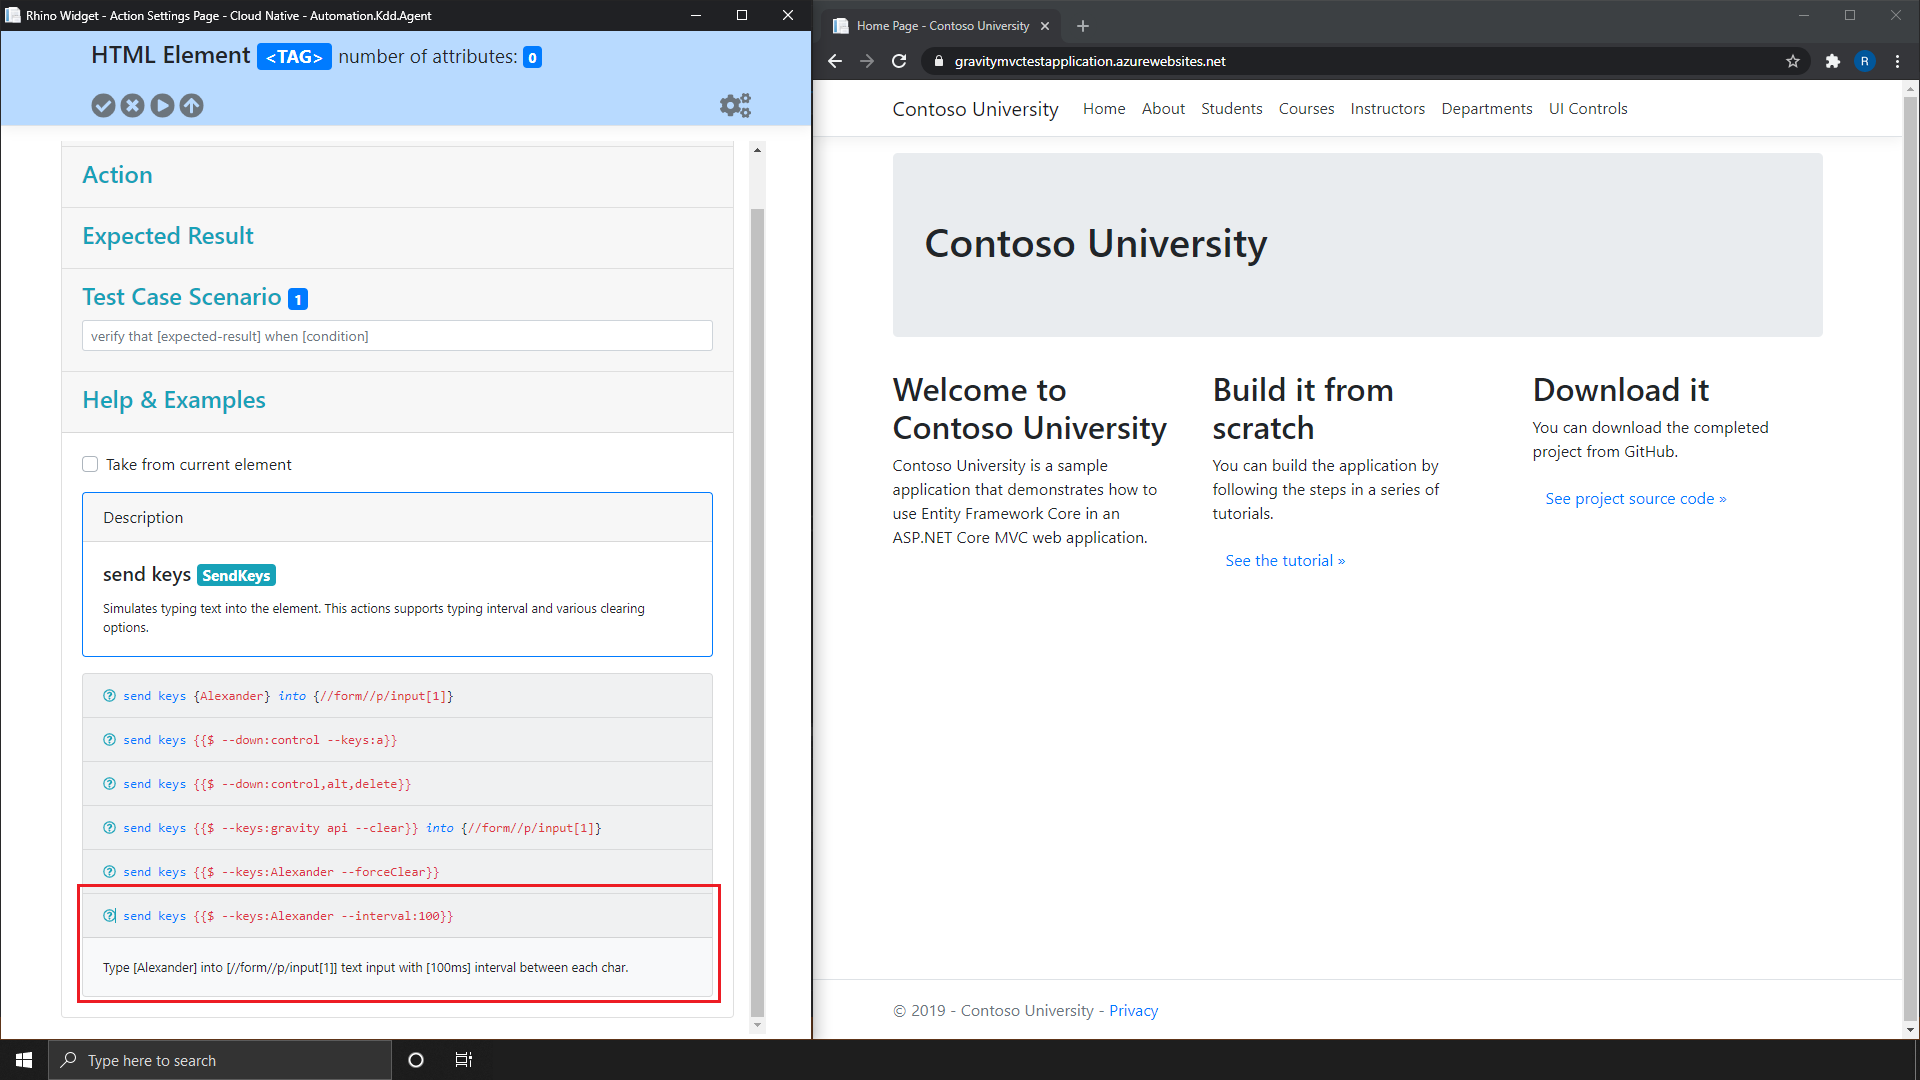 Rhino Widget - Action Settings Page - Cloud Native - Automation.Kdd.Agent
HTML Element <TAG> number of attributes: 0
Action
Expected Result
Test Case Scenario 1
verify that [expected-result] when [condition]
Help & Examples
Take from current element
Description
send keys SendKeys
Simulates typing text into the element. This actions supports typing interval and various clearing
options.
send keys {Alexander} into {//form//p/input[1]}
send keys {{$ --down:control --keys:a}}
send keys {{$ --down:control,alt,delete}}
send keys {{$ --keys:gravity api --clear}} into {//form//p/input[1]}
send keys {{$ --keys:Alexander --forceClear}}
send keys {{$ --keys:Alexander --interval:100}}
Type [Alexander] into [//form//p/input[1]] text input with [100ms] interval between each char.
Home Page - Contoso University
gravitymvctestapplication.azurewebsites.net
R
Contoso University Home About Students Courses Instructors Departments UI Controls
Contoso University
Welcome to
Contoso University
Contoso University is a sample
application that demonstrates how to
use Entity Framework Core in an
ASP.NET Core MVC web application.
Build it from
scratch
You can build the application by
following the steps in a series of
tutorials.
See the tutorial »
Download it
You can download the completed
project from GitHub.
See project source code »
© 2019 - Contoso University - Privacy
Type here to search